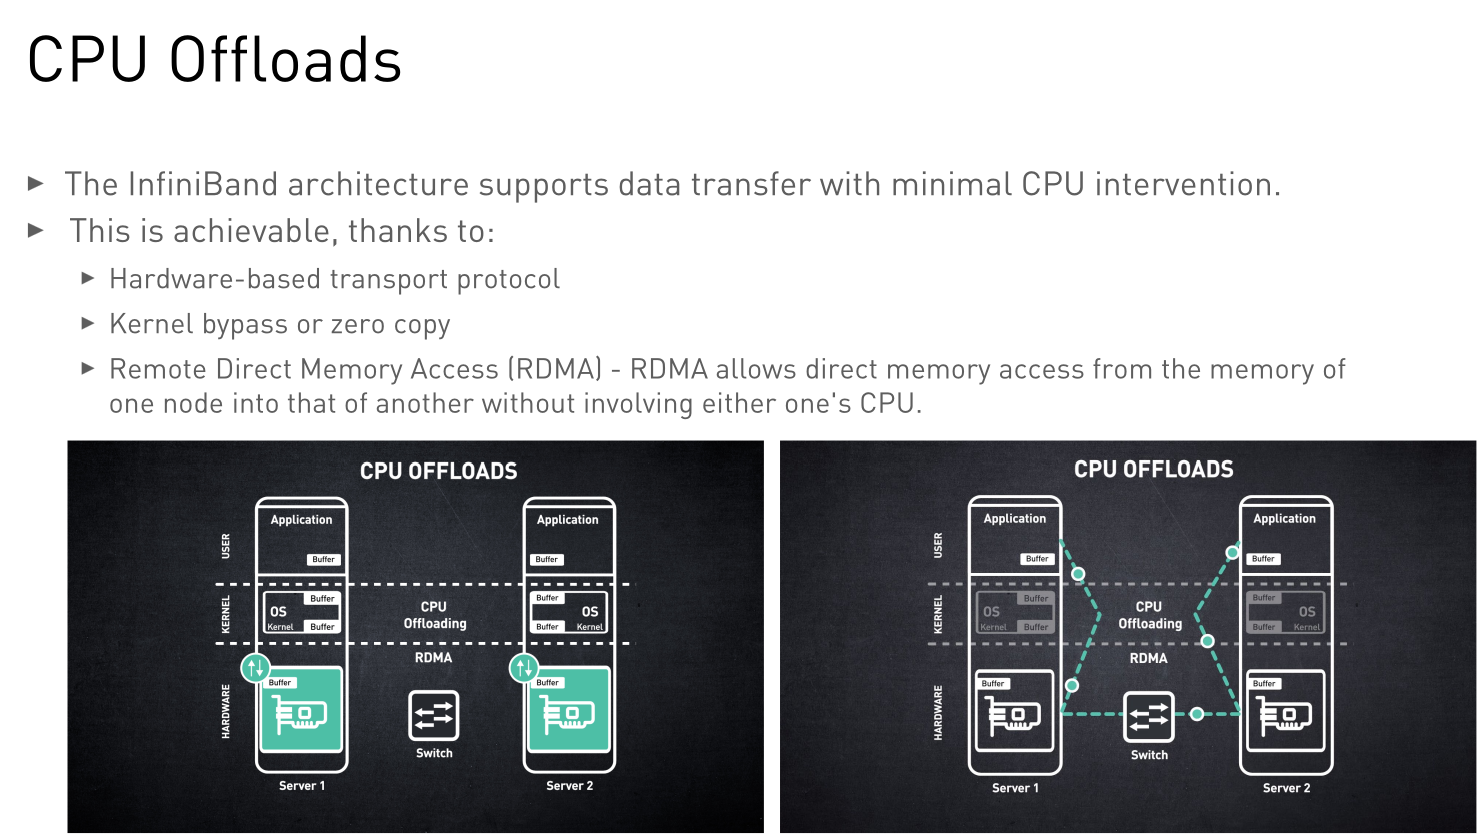 CPU Offloads
► The InfiniBand architecture supports data transfer with minimal CPU intervention.
► This is achievable, thanks to:
► Hardware-based transport protocol
► Kernel bypass or zero copy
► Remote Direct Memory Access (RDMA) - RDMA allows direct memory access from the memory of
one node into that of another without involving either one's CPU.
CPU OFFLOADS
USER
Application
Buffer
Application
Buffer
KERNEL
OS
Kernel
Buffer
Buffer
CPU
Offloading
Buffer
Buffer
OS
Kernel
RDMA
HARDWARE
Buffer
Buffer
Switch
Server 1
Server 2
CPU OFFLOADS
USER
Application
Buffer
Application
Buffer
KERNEL
OS
Kernel
Buffer
Buffer
CPU
Offloading
Buffer
Buffer
OS
Kernel
RDMA
HARDWARE
Buffer
Buffer
Switch
Server 1
Server 2